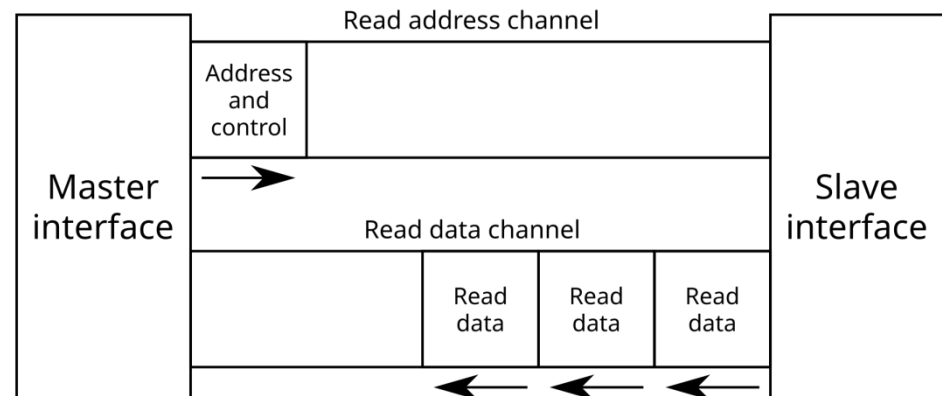 Read address channel
Address
and
control
Master
interface
Slave
interface
Read data channel
Read
data
Read
data
Read
data